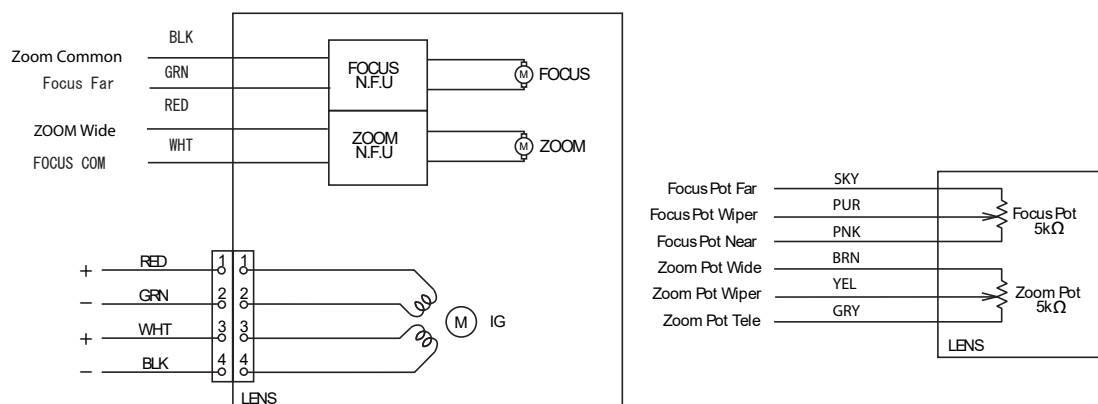 BLK
Zoom Common
GRN
Focus Far
RED
ZOOM Wide
WHT
FOCUS COM
FOCUS
N.F.U
M
FOCUS
ZOOM
N.F.U
M
ZOOM
+ RED 1 1
− GRN 2 2
+ WHT 3 3
− BLK 4 4
M IG
LENS
Focus Pot Far SKY
Focus Pot Wiper PUR
Focus Pot Near PNK
Focus Pot
5kΩ
Zoom Pot Wide BRN
Zoom Pot Wiper YEL
Zoom Pot Tele GRY
Zoom Pot
5kΩ
LENS